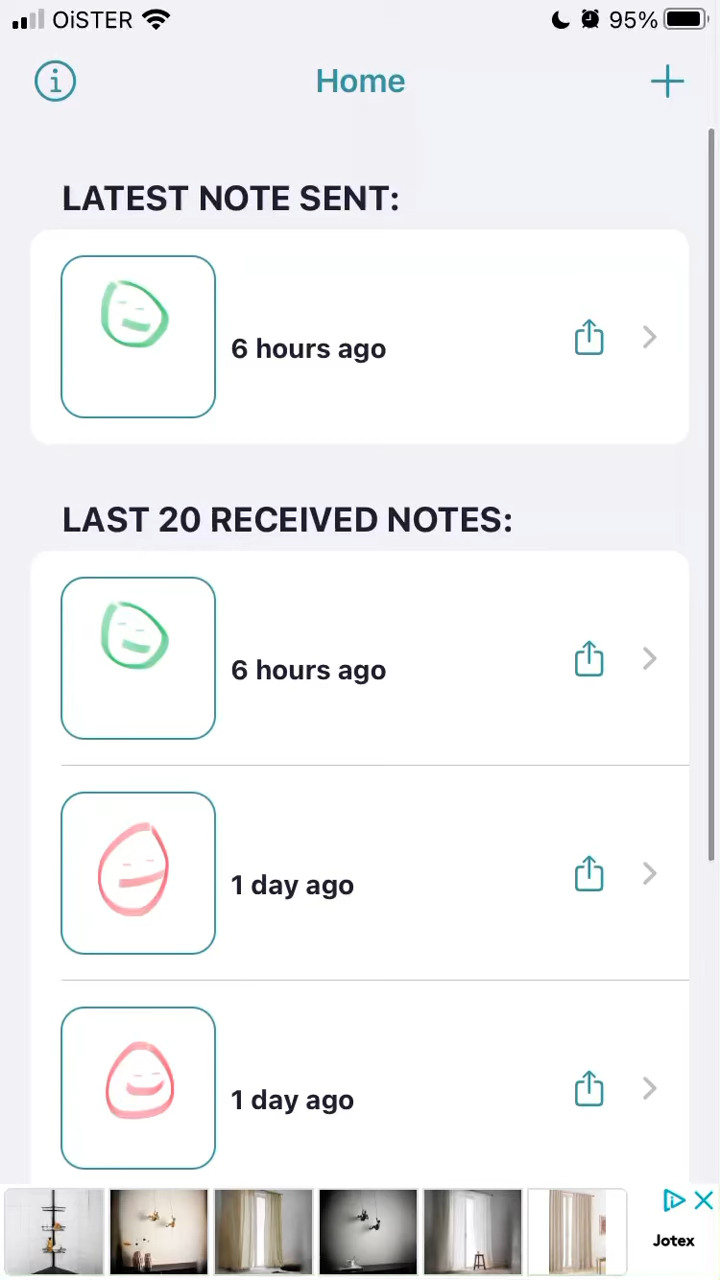 OiSTER 95%
Home
LATEST NOTE SENT:
6 hours ago
LAST 20 RECEIVED NOTES:
6 hours ago
1 day ago
1 day ago
Jotex